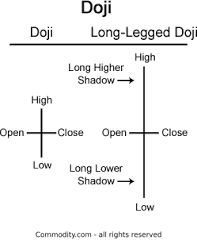 Doji
Doji
Long-Legged Doji
High
Long Higher
Shadow
High
Open
Close
Open
Close
Low
Long Lower
Shadow
Low
Commodity.com - all rights reserved